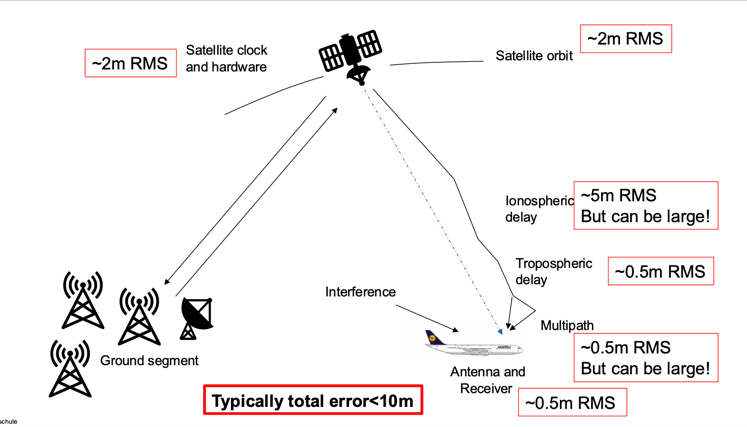 ~2m RMS
Satellite clock
and hardware
~2m RMS
Satellite orbit
Ionospheric
delay
~5m RMS
But can be large!
Tropospheric
delay
~0.5m RMS
Interference
Multipath
~0.5m RMS
But can be large!
Ground segment
Antenna and
Receiver
~0.5m RMS
Typically total error<10m
schule